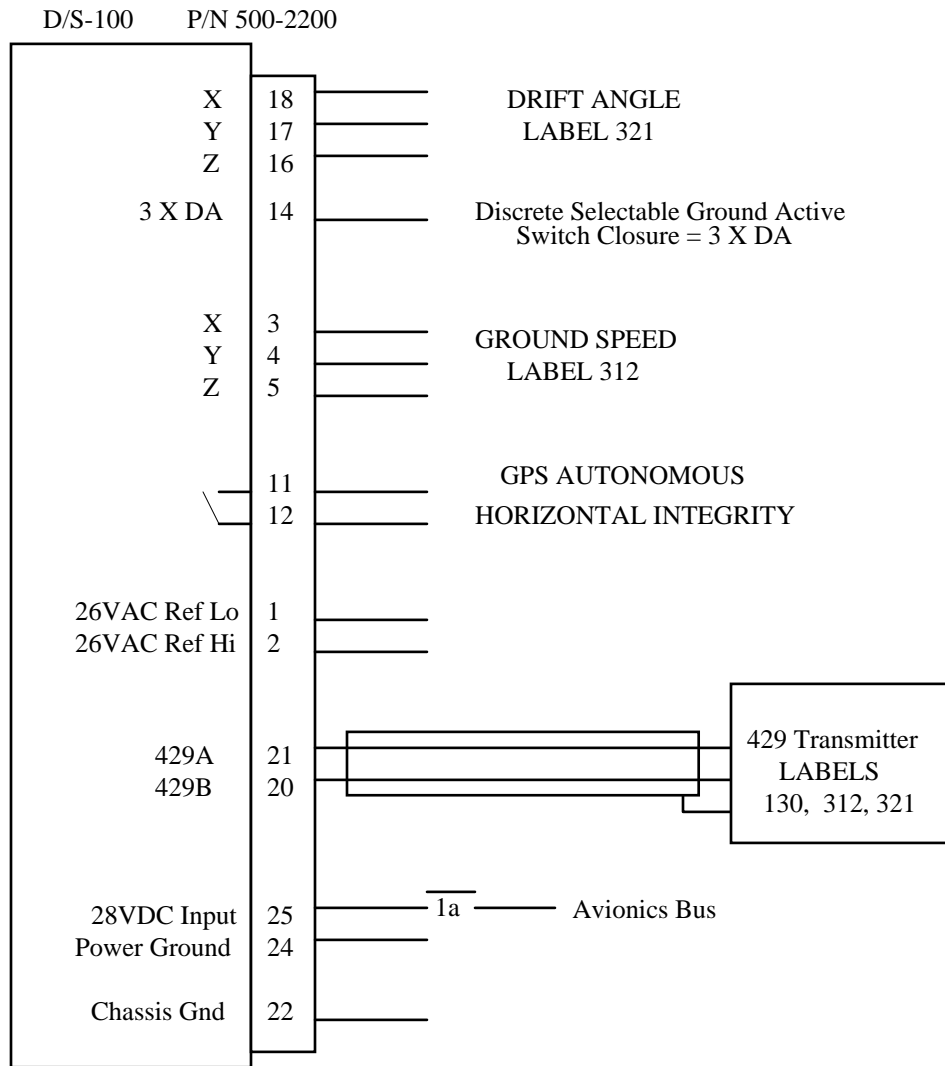 D/S-100 P/N 500-2200
X 18 DRIFT ANGLE
Y 17 LABEL 321
Z 16
3 X DA 14 Discrete Selectable Ground Active
Switch Closure = 3 X DA
X 3
GROUND SPEED
Y 4
LABEL 312
Z 5
11 GPS AUTONOMOUS
12 HORIZONTAL INTEGRITY
26VAC Ref Lo 1
26VAC Ref Hi 2
429A 21
429B 20
429 Transmitter
LABELS
130, 312, 321
28VDC Input 25 1a Avionics Bus
Power Ground 24
Chassis Gnd 22